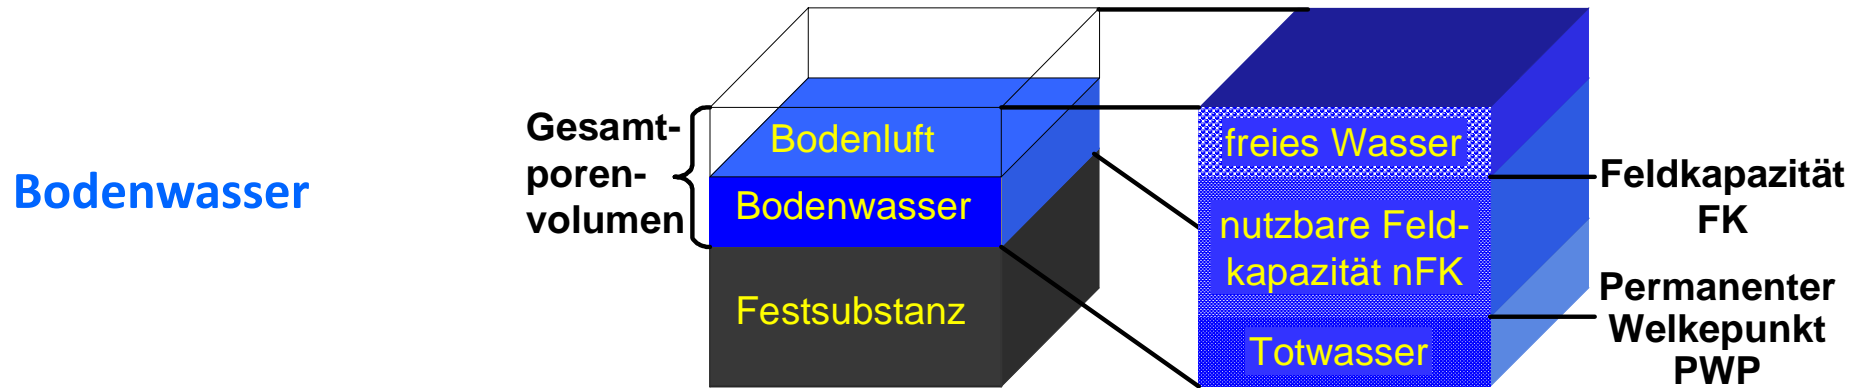 Bodenwasser
Gesamt-
poren-
volumen
Bodenluft
Bodenwasser
Festsubstanz
freies Wasser
nutzbare Feld-
kapazität nFK
Totwasser
Feldkapazität
FK
Permanenter
Welkepunkt
PWP